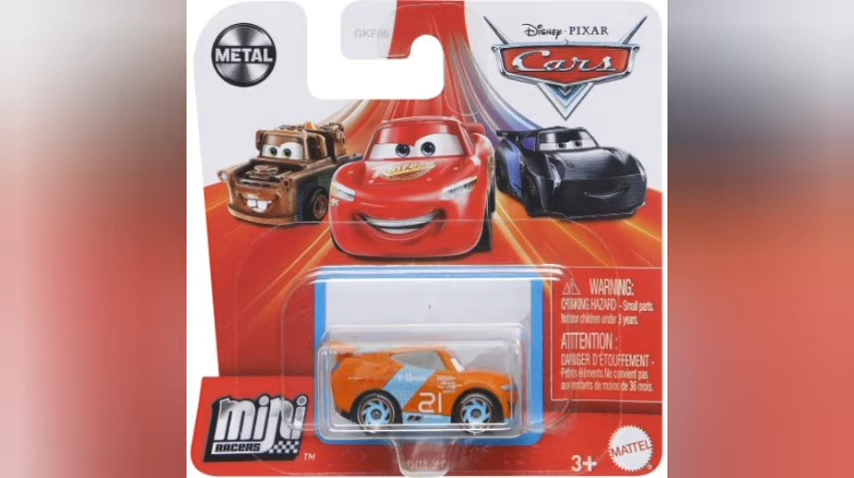 GKF65
METAL
Disney · PIXAR
Cars
95
WARNING:
CHOKING HAZARD – Small parts.
Not for children under 3 years.
ATTENTION :
DANGER D'ÉTOUFFEMENT –
Petits éléments. Ne convient pas
aux enfants de moins de 36 mois.
21
mini
RACERS
TM
3+
MATTEL